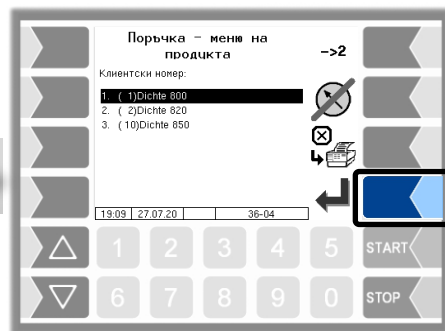 Поръчка - меню на
продукта
->2
Клиентски номер:
1. ( 1)Dichte 800
2. ( 2)Dichte 820
3. ( 10)Dichte 850
19:09 27.07.20 36-04
1 2 3 4 5 START
6 7 8 9 0 STOP